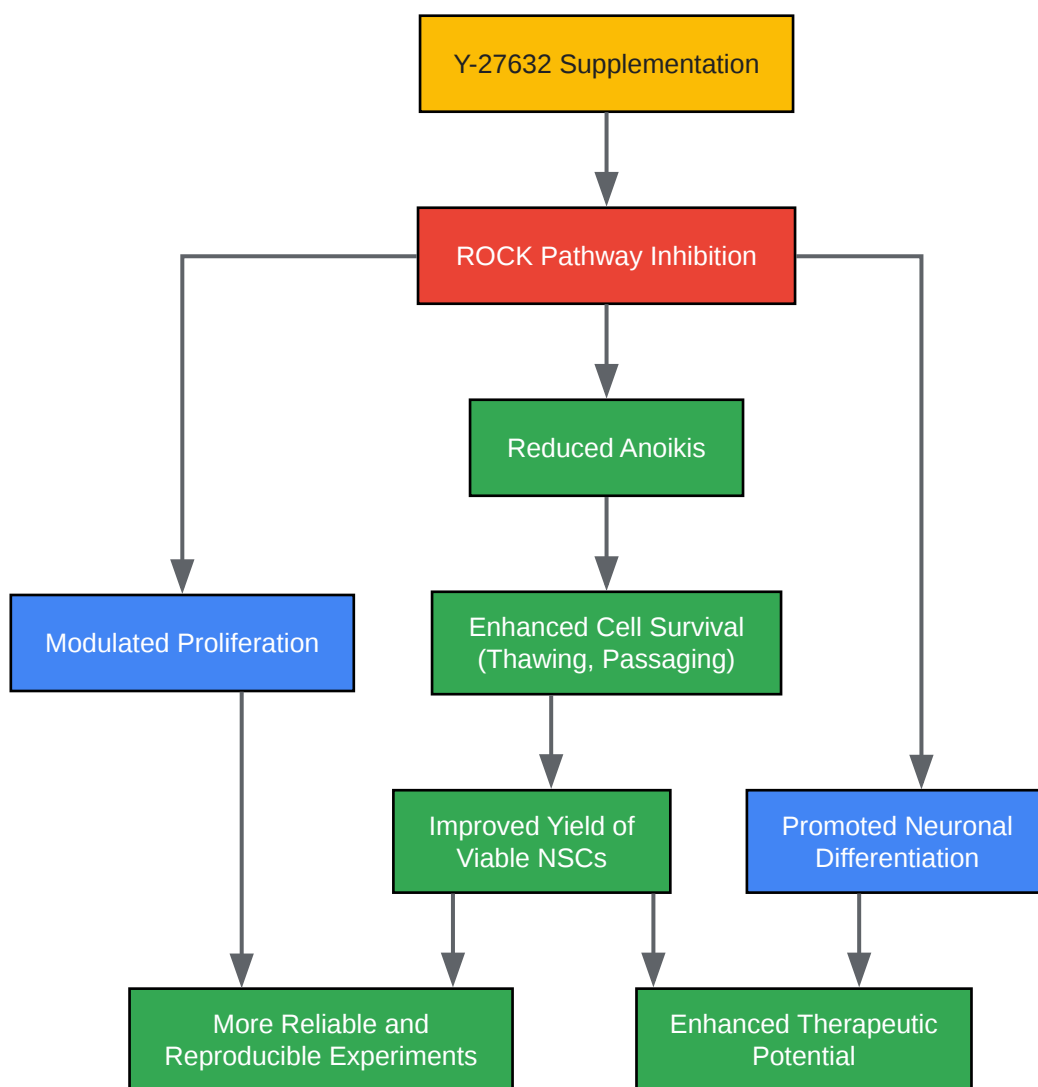 Y-27632 Supplementation
ROCK Pathway Inhibition
Reduced Anoikis
Modulated Proliferation
Enhanced Cell Survival
(Thawing, Passaging)
Improved Yield of
Viable NSCs
Promoted Neuronal
Differentiation
More Reliable and
Reproducible Experiments
Enhanced Therapeutic
Potential